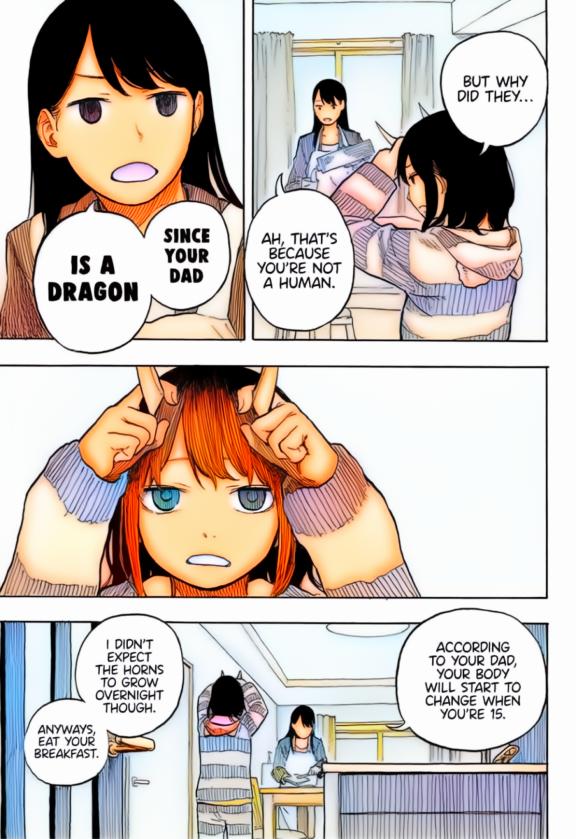 BUT WHY
DID THEY...
AH, THAT'S
BECAUSE
YOU'RE NOT
A HUMAN.
SINCE
YOUR
DAD
IS A
DRAGON
ACCORDING
TO YOUR DAD,
YOUR BODY
WILL START TO
CHANGE WHEN
YOU'RE 15.
I DIDN'T
EXPECT
THE HORNS
TO GROW
OVERNIGHT
THOUGH.
ANYWAYS,
EAT YOUR
BREAKFAST.